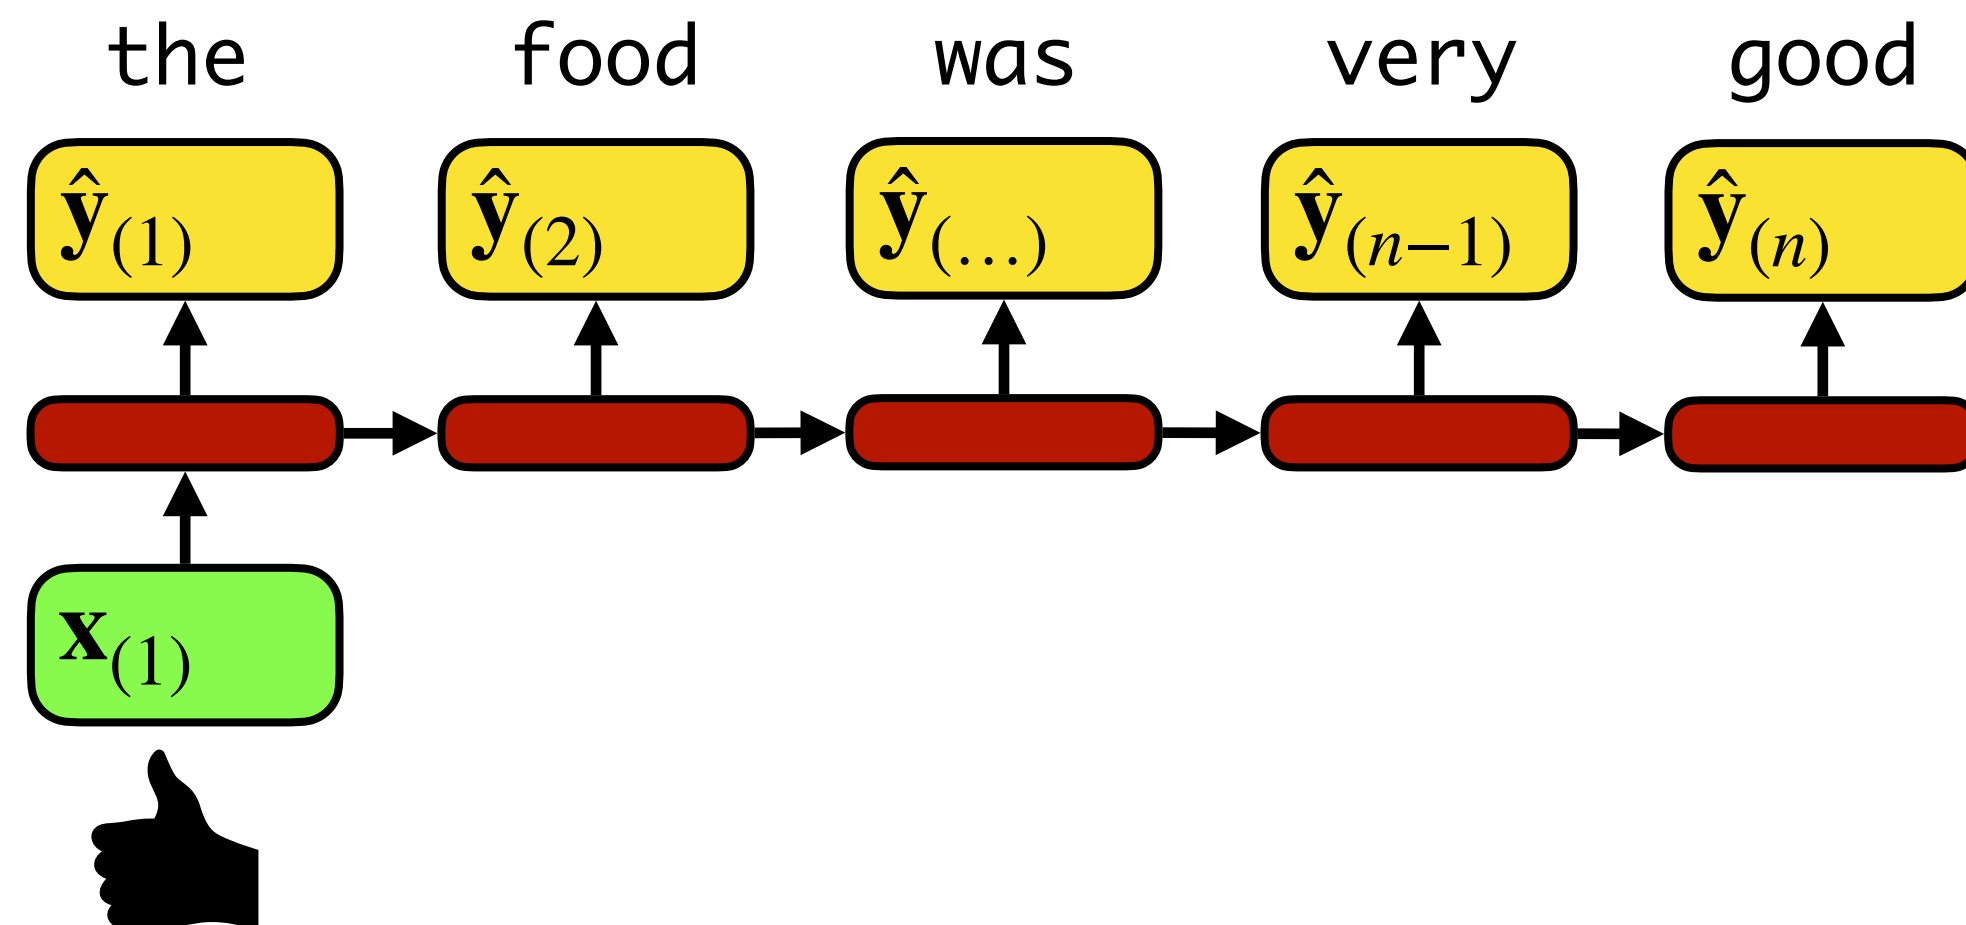 the food was very good
ŷ(1) ŷ(2) ŷ(…) ŷ(n−1) ŷ(n)
x(1)